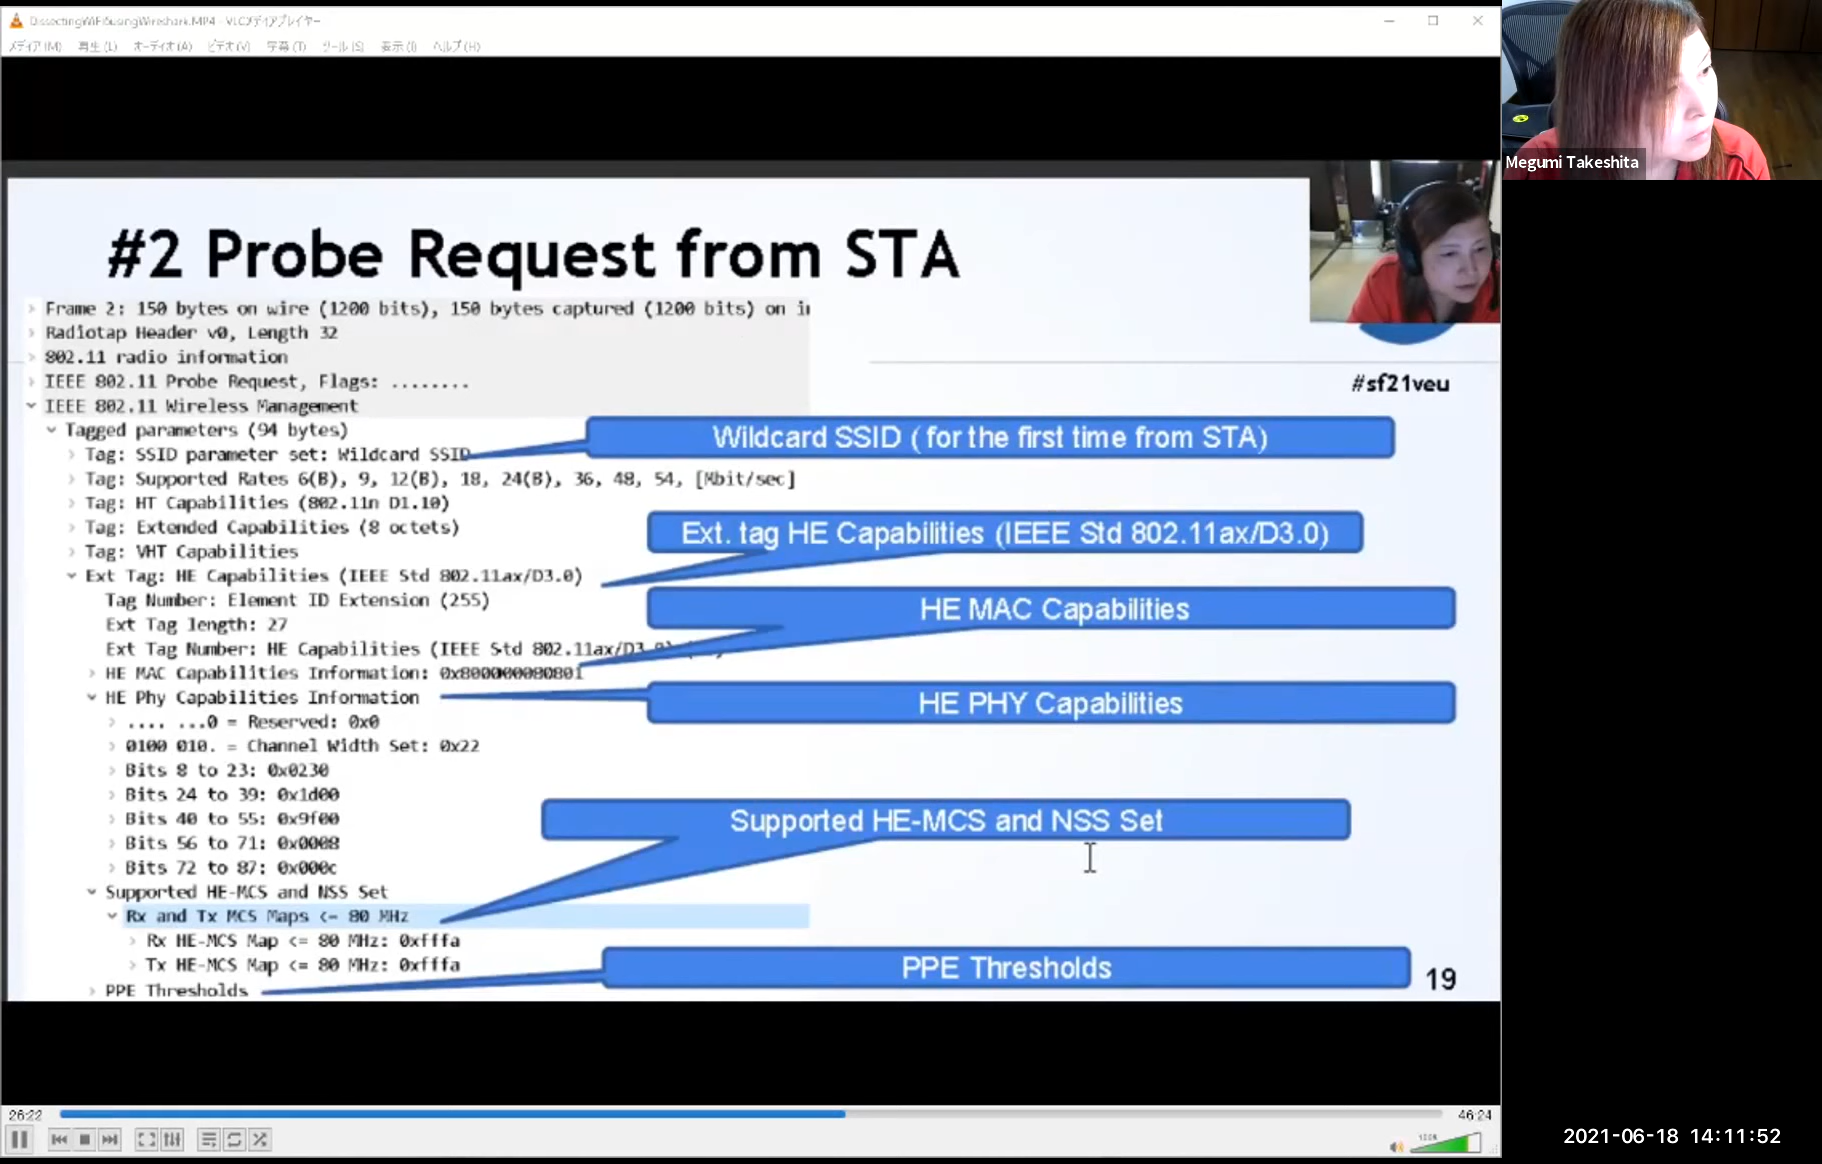 DissectingWiFi6usingWireshark.MP4 - VLCメディアプレイヤー
メディア(M) 再生(L) オーディオ(A) ビデオ(V) 字幕(T) ツール(S) 表示(I) ヘルプ(H)
Megumi Takeshita
#2 Probe Request from STA
Frame 2: 150 bytes on wire (1200 bits), 150 bytes captured (1200 bits) on
Radiotap Header v0, Length 32
802.11 radio information
IEEE 802.11 Probe Request, Flags: ........
#sf21veu
IEEE 802.11 Wireless Management
Tagged parameters (94 bytes)
Wildcard SSID ( for the first time from STA)
Tag: SSID parameter set: Wildcard SSID
Tag: Supported Rates 6(B), 9, 12(B), 18, 24(B), 36, 48, 54, [Mbit/sec]
Tag: HT Capabilities (802.11n D1.10)
Tag: Extended Capabilities (8 octets)
Ext. tag HE Capabilities (IEEE Std 802.11ax/D3.0)
Tag: VHT Capabilities
Ext Tag: HE Capabilities (IEEE Std 802.11ax/D3.0)
Tag Number: Element ID Extension (255)
HE MAC Capabilities
Ext Tag length: 27
Ext Tag Number: HE Capabilities (IEEE Std 802.11ax/D3
HE MAC Capabilities Information: 0x800000080801
HE Phy Capabilities Information
HE PHY Capabilities
.... ...0 = Reserved: 0x0
0100 010. = Channel Width Set: 0x22
Bits 8 to 23: 0x0230
Bits 24 to 39: 0x1d00
Bits 40 to 55: 0x9f00
Supported HE-MCS and NSS Set
Bits 56 to 71: 0x0008
Bits 72 to 87: 0x000c
Supported HE-MCS and NSS Set
Rx and Tx MCS Maps <= 80 MHz
Rx HE-MCS Map <= 80 MHz: 0xfffa
Tx HE-MCS Map <= 80 MHz: 0xfffa
PPE Thresholds
PPE Thresholds
19
26:22
46:24
2021-06-18 14:11:52